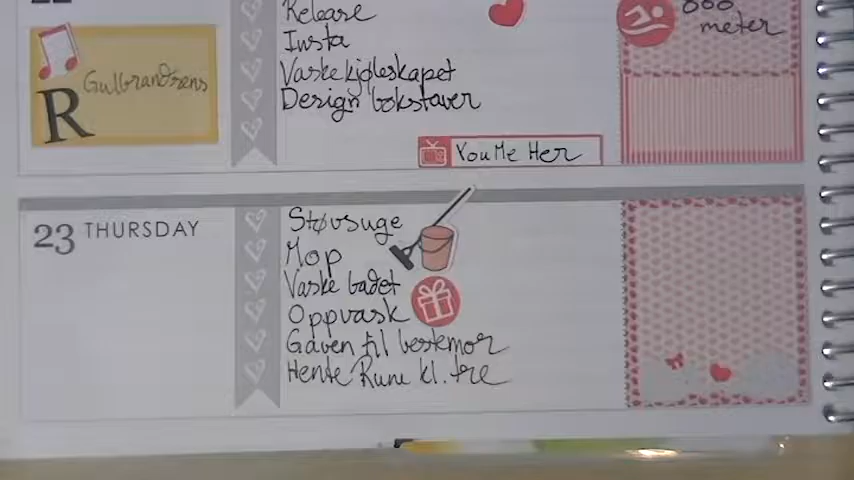 Release
Insta
Vaske kjøleskapet
Design bokstaver
Gulbrandsens
R
800
meter
You Me Her
23 THURSDAY
Støvsuge
Mop
Vaske badet
Oppvask
Gaven til bestemor
Hente Rune kl. tre